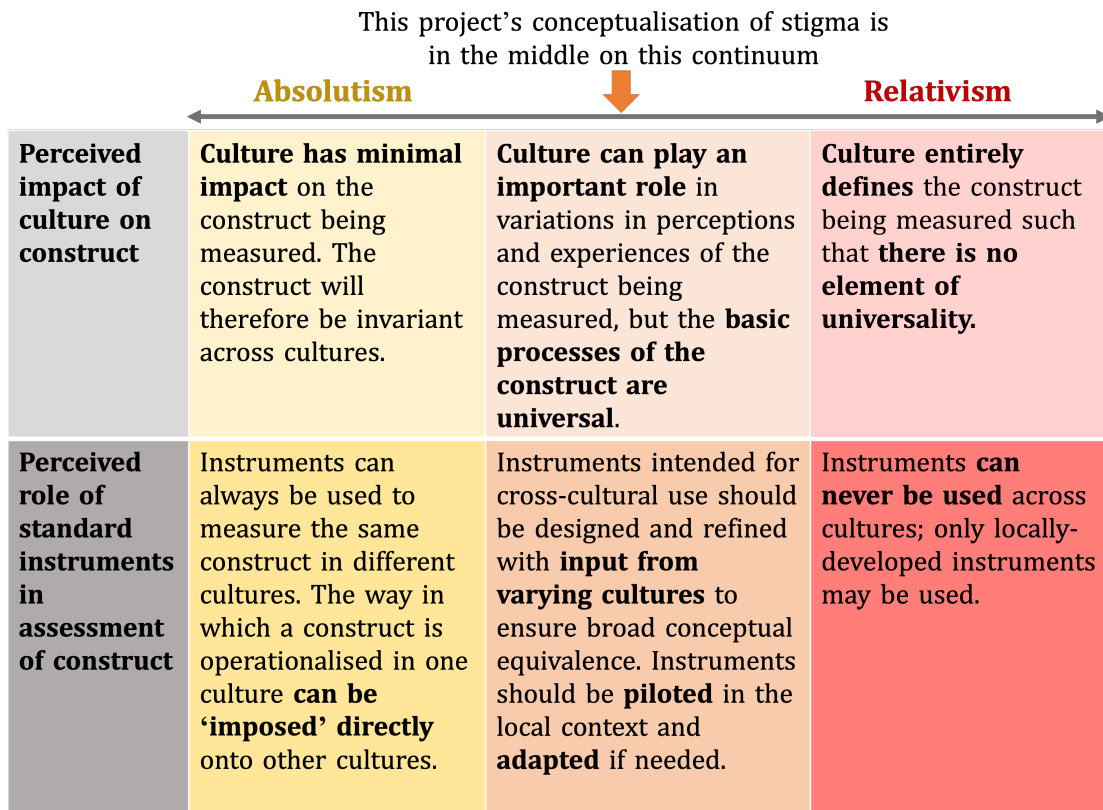 This project’s conceptualisation of stigma is
in the middle on this continuum
Absolutism
Relativism
Perceived
impact of
culture on
construct
Culture has minimal
impact on the
construct being
measured. The
construct will
therefore be invariant
across cultures.
Culture can play an
important role in
variations in perceptions
and experiences of the
construct being
measured, but the basic
processes of the
construct are
universal.
Culture entirely
defines the construct
being measured such
that there is no
element of
universality.
Perceived
role of
standard
instruments
in
assessment
of construct
Instruments can
always be used to
measure the same
construct in different
cultures. The way in
which a construct is
operationalised in one
culture can be
‘imposed’ directly
onto other cultures.
Instruments intended for
cross-cultural use should
be designed and refined
with input from
varying cultures to
ensure broad conceptual
equivalence. Instruments
should be piloted in the
local context and
adapted if needed.
Instruments can
never be used across
cultures; only locally-
developed instruments
may be used.